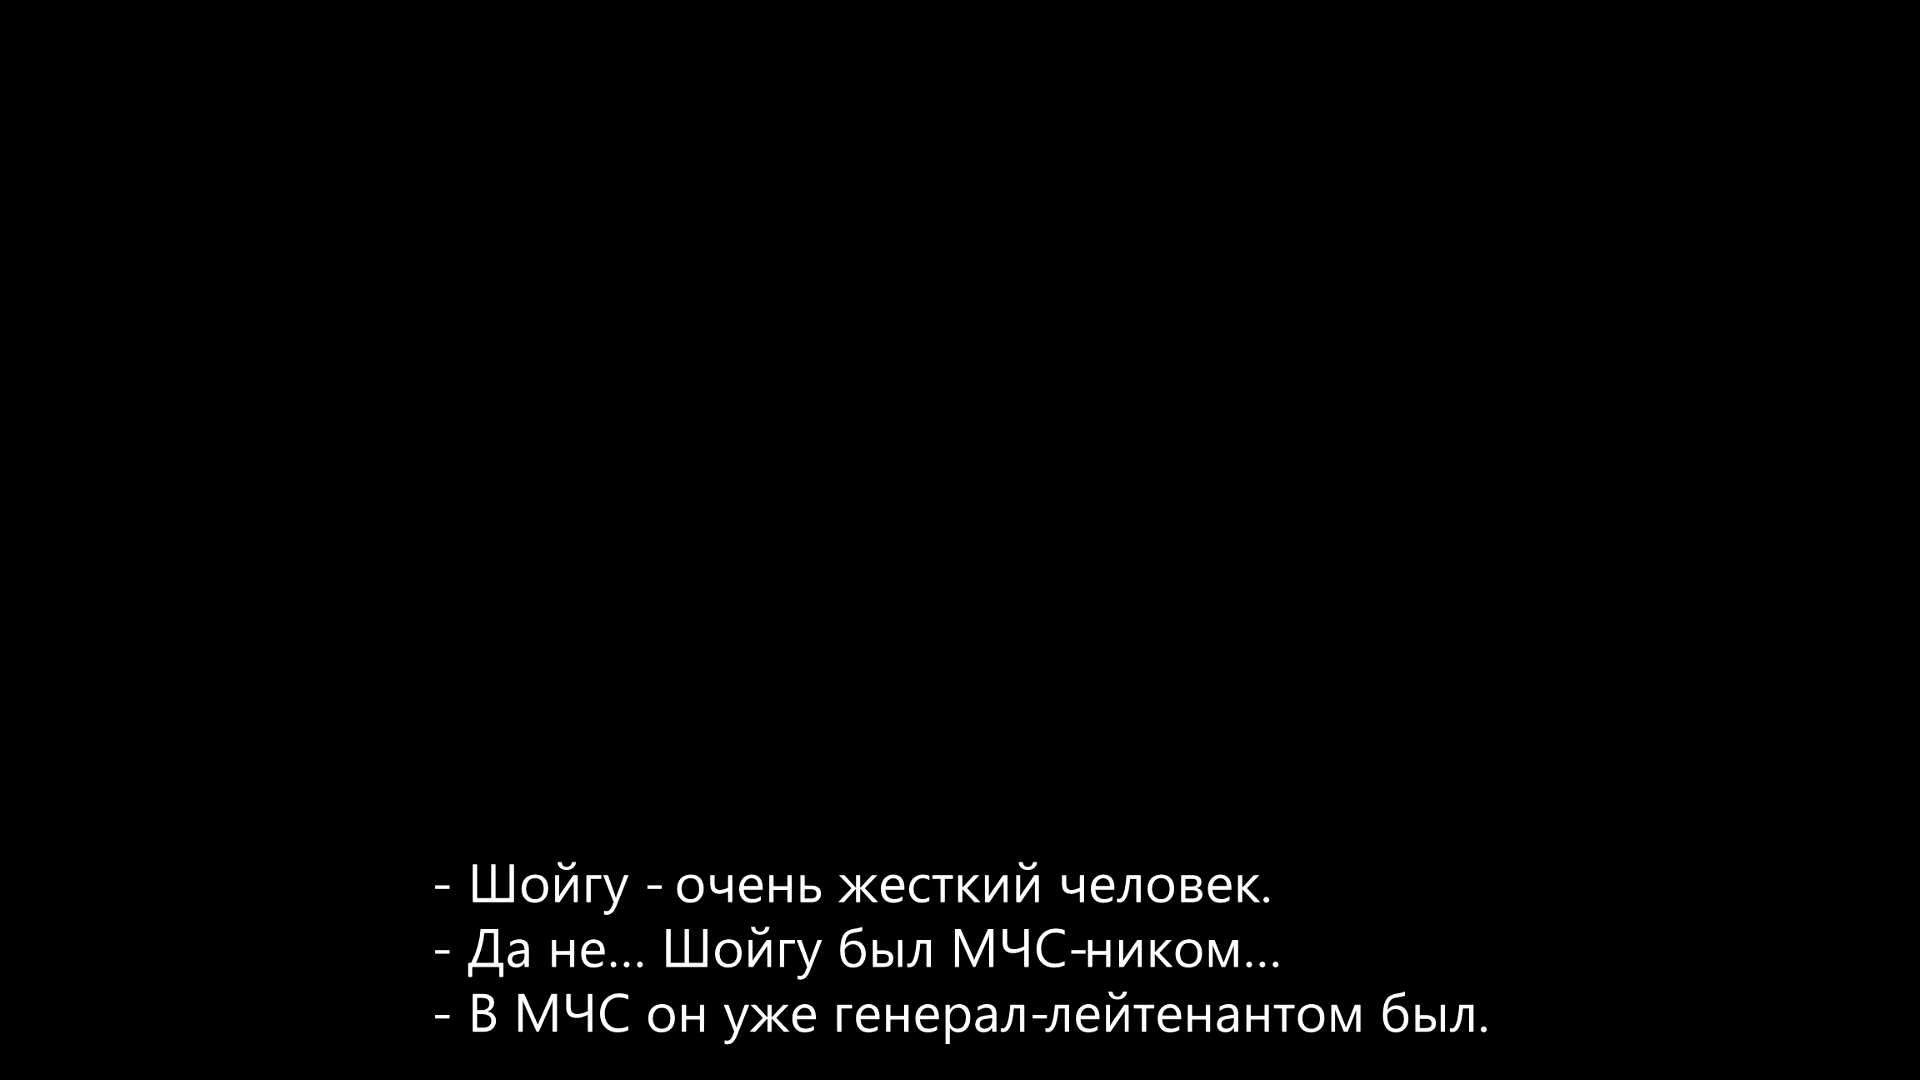 - Шойгу - очень жесткий человек.
- Да не... Шойгу был МЧС-ником...
- В МЧС он уже генерал-лейтенантом был.